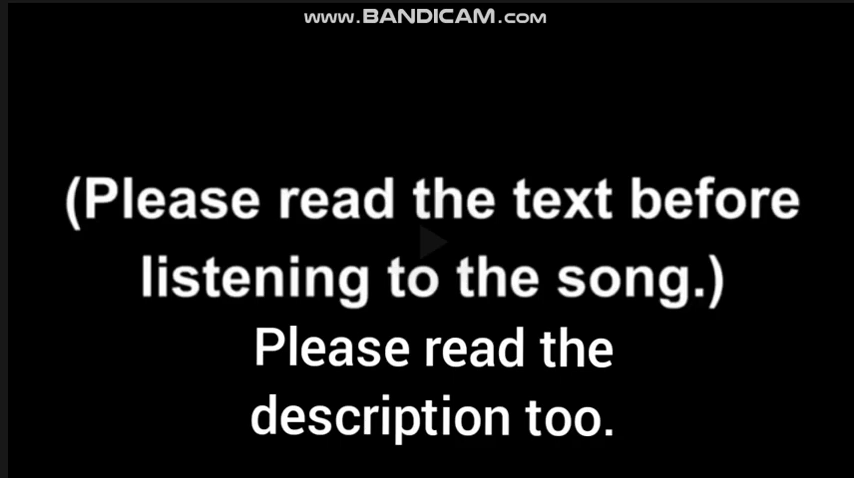 www.BANDICAM.com
(Please read the text before
listening to the song.)
Please read the
description too.